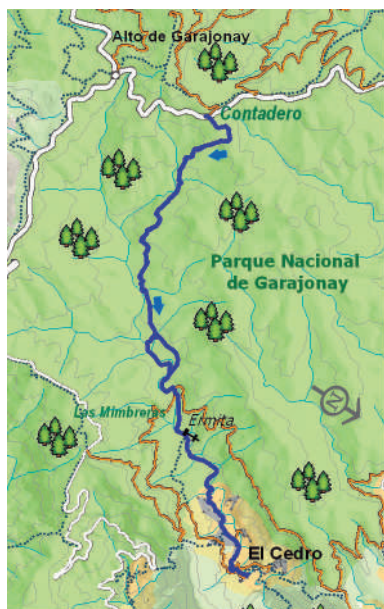 Alto de Garajonay
Contadero
Parque Nacional
de Garajonay
Las Mimbreras
Ermita
N
El Cedro